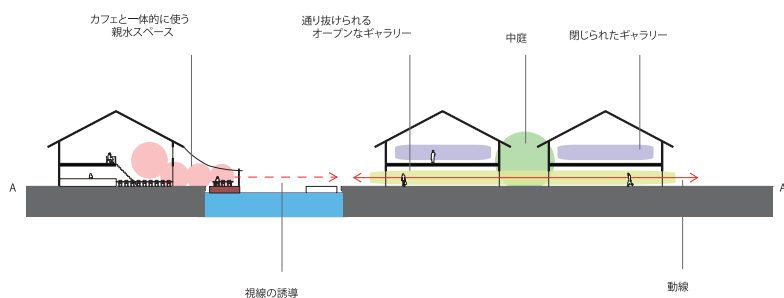 カフェと一体的に使う
親水スペース
通り抜けられる
オープンなギャラリー
中庭
閉じられたギャラリー
A
A
視線の誘導
動線